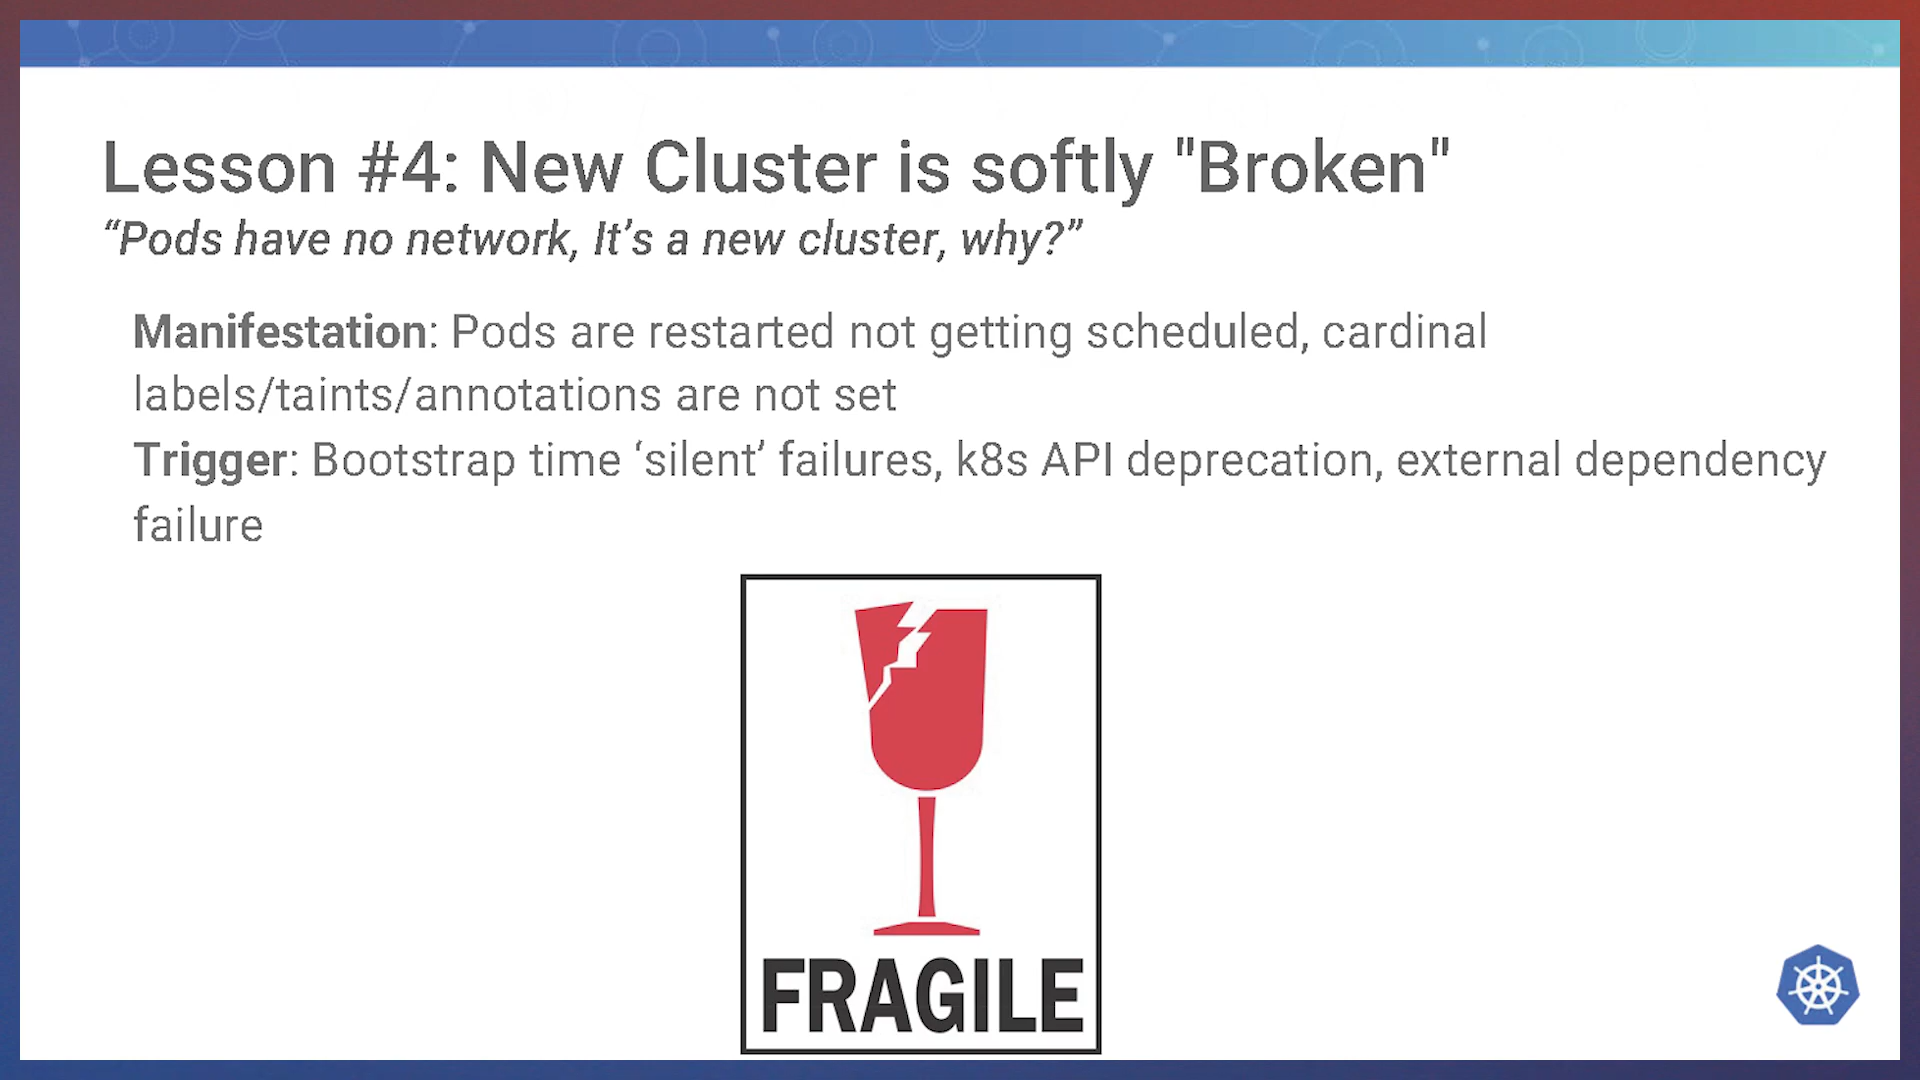 Lesson #4: New Cluster is softly "Broken"
“Pods have no network, It’s a new cluster, why?”
Manifestation: Pods are restarted not getting scheduled, cardinal
labels/taints/annotations are not set
Trigger: Bootstrap time ‘silent’ failures, k8s API deprecation, external dependency
failure
FRAGILE